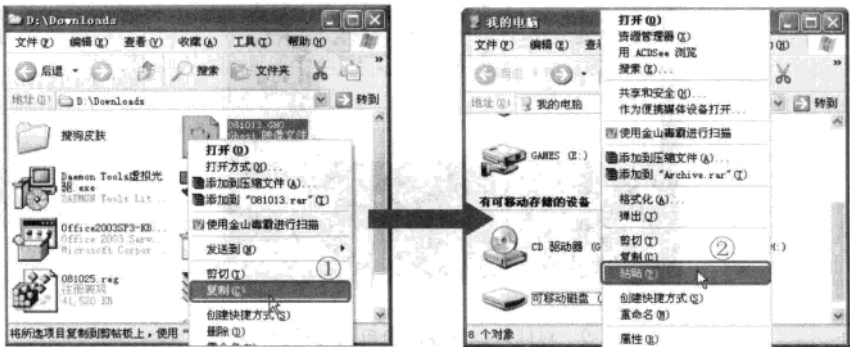 D:\Downloads
文件(F) 编辑(E) 查看(V) 收藏(A) 工具(T) 帮助(H)
后退 搜索 文件夹
地址(D) D:\Downloads 转到
搜狗皮肤
081013.GHO
Ghost 映像文件
Daemon Tools虚拟光
驱.exe
DAEMON Tools Lit...
Office2003SP3-KB...
Office 2003 Serv...
Microsoft Corpor
081025 reg
注册表项
41,520 KB
打开(O)
打开方式(H)...
添加到压缩文件(A)...
添加到 "081013.rar"(T)
使用金山毒霸进行扫描
发送到(N)
剪切(T)
①
复制(C)
创建快捷方式(S)
删除(D)
将所选项目复制到剪帖板上，使用 "
我的电脑
文件(F) 编辑(E) 查
后退
地址(D) 我的电脑 转到
GAMES (E:)
有可移动存储的设备
CD 驱动器 (G
可移动磁盘 (
6 个对象
打开(O)
资源管理器(X)
用 ACDSee 浏览
搜索(E)...
共享和安全(H)...
作为便携媒体设备打开...
使用金山毒霸进行扫描
添加到压缩文件(A)...
添加到 "Archive.rar"(T)
格式化(A)...
弹出(J)
剪切(T)
②
复制(C)
粘贴(P)
创建快捷方式(S)
重命名(M)
属性(R)